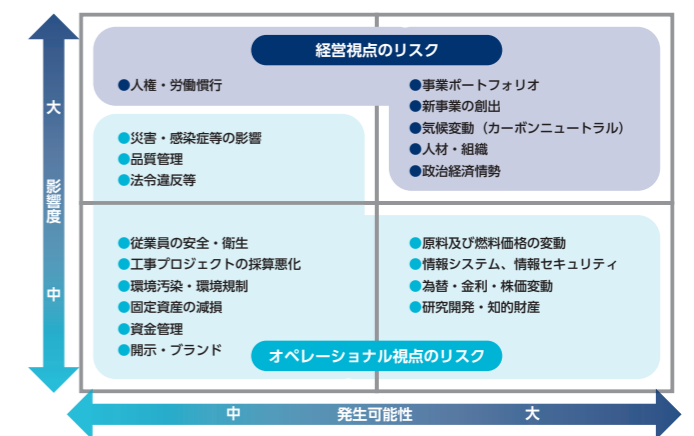 経営視点のリスク
●人権・労働慣行
●事業ポートフォリオ
●新事業の創出
●気候変動（カーボンニュートラル）
●人材・組織
●政治経済情勢
●災害・感染症等の影響
●品質管理
●法令違反等
●従業員の安全・衛生
●工事プロジェクトの採算悪化
●環境汚染・環境規制
●固定資産の減損
●資金管理
●開示・ブランド
●原料及び燃料価格の変動
●情報システム、情報セキュリティ
●為替・金利・株価変動
●研究開発・知的財産
オペレーショナル視点のリスク
大
影響度
中
中 発生可能性 大